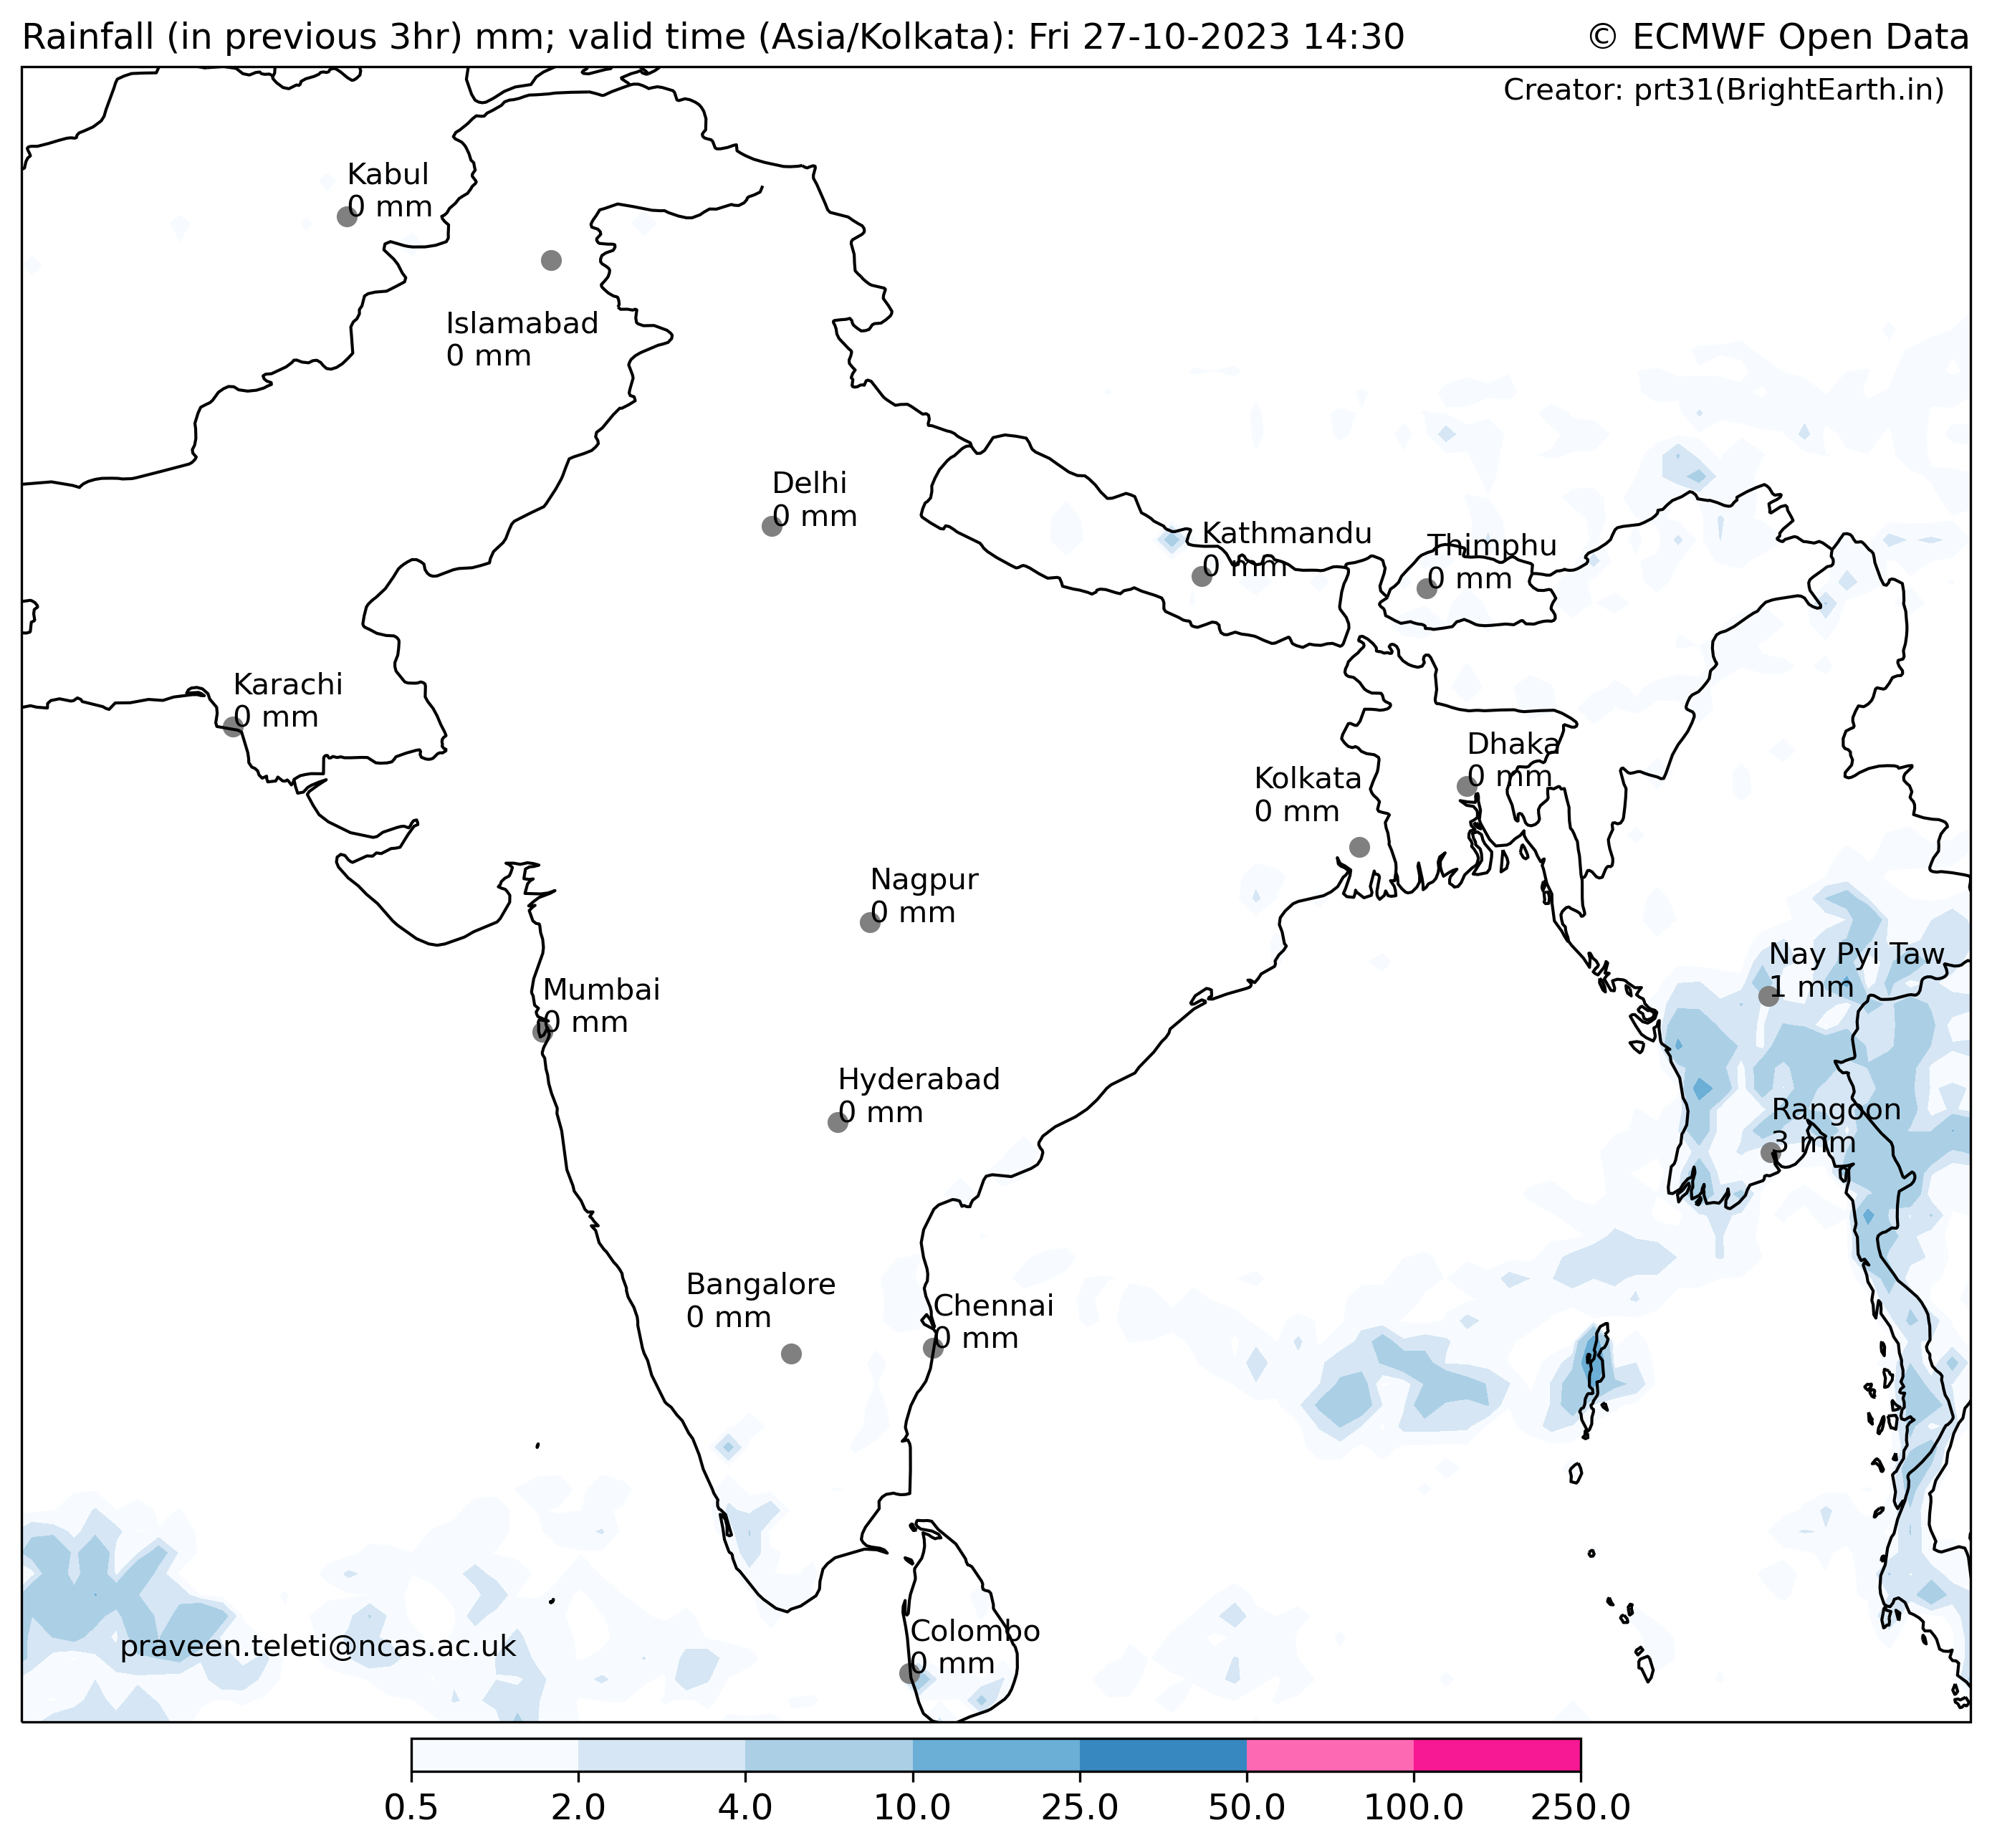 Rainfall (in previous 3hr) mm; valid time (Asia/Kolkata): Fri 27-10-2023 14:30
© ECMWF Open Data
Creator: prt31(BrightEarth.in)
Kabul
0 mm
Islamabad
0 mm
Delhi
0 mm
Kathmandu
0 mm
Thimphu
0 mm
Karachi
0 mm
Dhaka
0 mm
Kolkata
0 mm
Nagpur
0 mm
Nay Pyi Taw
1 mm
Mumbai
0 mm
Hyderabad
0 mm
Rangoon
3 mm
Bangalore
0 mm
Chennai
0 mm
Colombo
0 mm
praveen.teleti@ncas.ac.uk
0.5 2.0 4.0 10.0 25.0 50.0 100.0 250.0